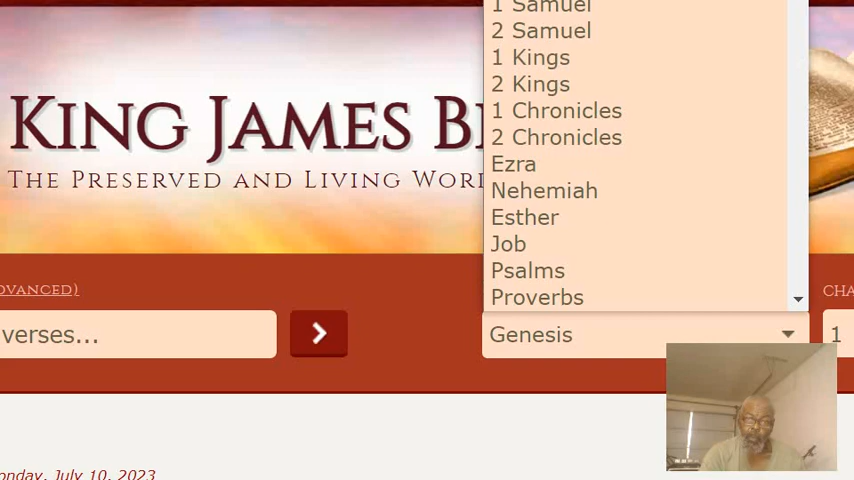 1 Samuel
2 Samuel
1 Kings
2 Kings
1 Chronicles
2 Chronicles
Ezra
Nehemiah
Esther
Job
Psalms
Proverbs
KING JAMES B
THE PRESERVED AND LIVING WOR
DVANCED)
CHA
verses...
Genesis
1
onday, July 10, 2023